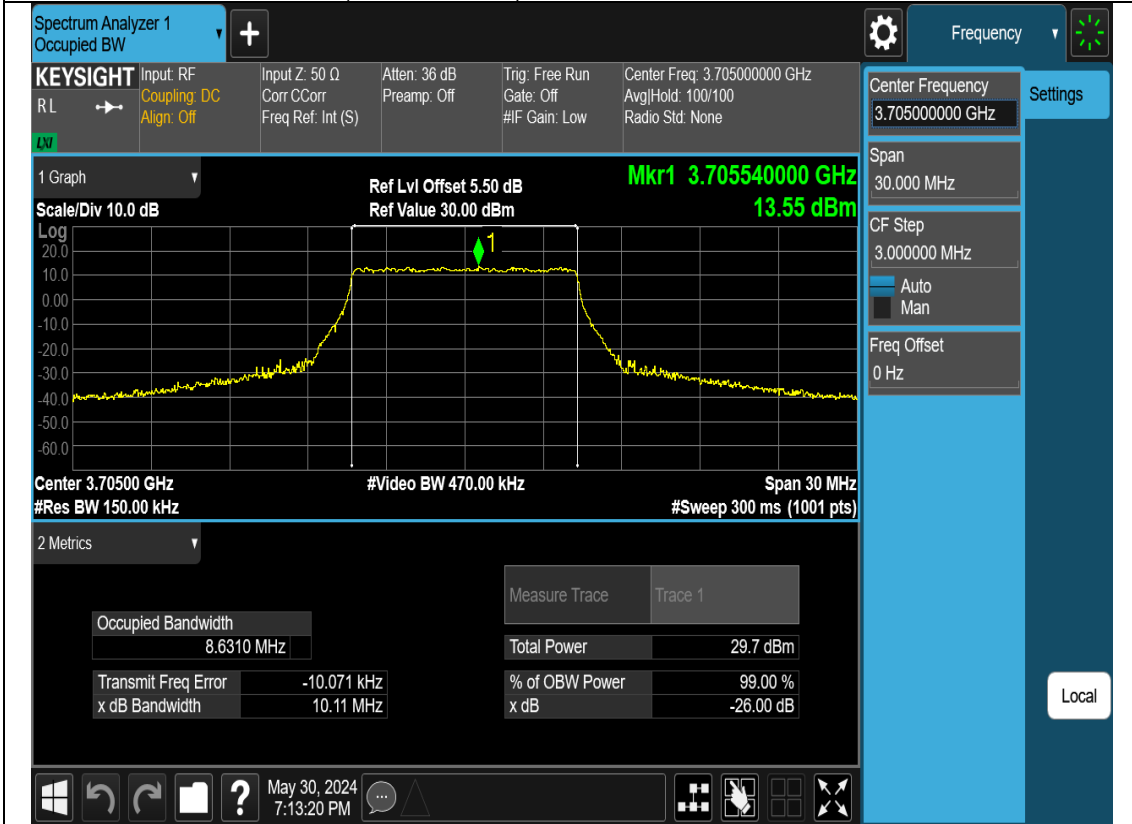 Spectrum Analyzer 1
Occupied BW
+
Frequency
KEYSIGHT
RL
LXI
Input: RF
Coupling: DC
Align: Off
Input Z: 50 Ω
Corr CCorr
Freq Ref: Int (S)
Atten: 36 dB
Preamp: Off
Trig: Free Run
Gate: Off
#IF Gain: Low
Center Freq: 3.705000000 GHz
Avg|Hold: 100/100
Radio Std: None
Center Frequency
3.705000000 GHz
Settings
Span
30.000 MHz
CF Step
3.000000 MHz
Auto
Man
Freq Offset
0 Hz
Local
1 Graph
Scale/Div 10.0 dB
Ref Lvl Offset 5.50 dB
Ref Value 30.00 dBm
Mkr1 3.705540000 GHz
13.55 dBm
Log
20.0
10.0
0.00
-10.0
-20.0
-30.0
-40.0
-50.0
-60.0
1
Center 3.70500 GHz
#Res BW 150.00 kHz
#Video BW 470.00 kHz
Span 30 MHz
#Sweep 300 ms (1001 pts)
2 Metrics
Measure Trace Trace 1
Occupied Bandwidth
8.6310 MHz
Total Power 29.7 dBm
Transmit Freq Error -10.071 kHz
% of OBW Power 99.00 %
x dB Bandwidth 10.11 MHz
x dB -26.00 dB
?
May 30, 2024
7:13:20 PM